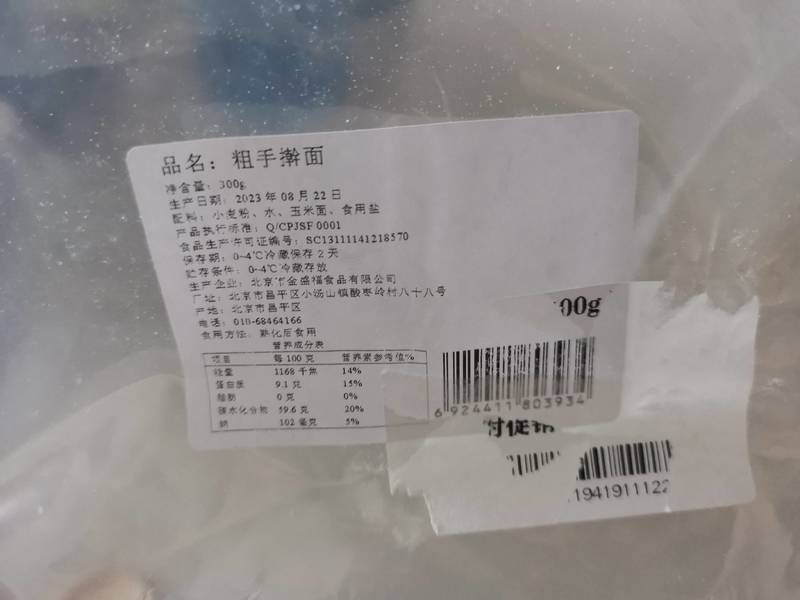 品名：粗手擀面
净含量：300g
生产日期：2023年08月22日
配料：小麦粉、水、玉米面、食用盐
产品执行标准：Q/CPJSF 0001
食品生产许可证编号：SC13111141218570
保存期：0~4℃冷藏保存2天
贮存条件：0~4℃冷藏存放
生产企业：北京市金盛福食品有限公司
厂址：北京市昌平区小汤山镇酸枣岭村八十八号
产地：北京市昌平区
电话：010-68464166
食用方法：熟化后食用
营养成分表
项目 每100克 营养素参考值%
能量 1168千焦 14%
蛋白质 9.1克 15%
脂肪 0克 0%
碳水化合物 59.6克 20%
钠 102毫克 5%
00g
6924411803934
时促销
1941911122